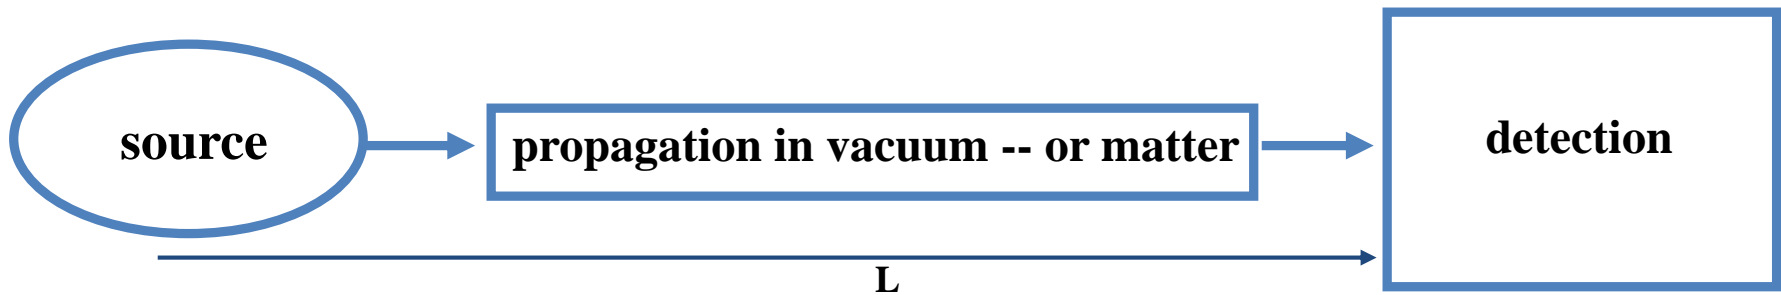 source
propagation in vacuum -- or matter
detection
L